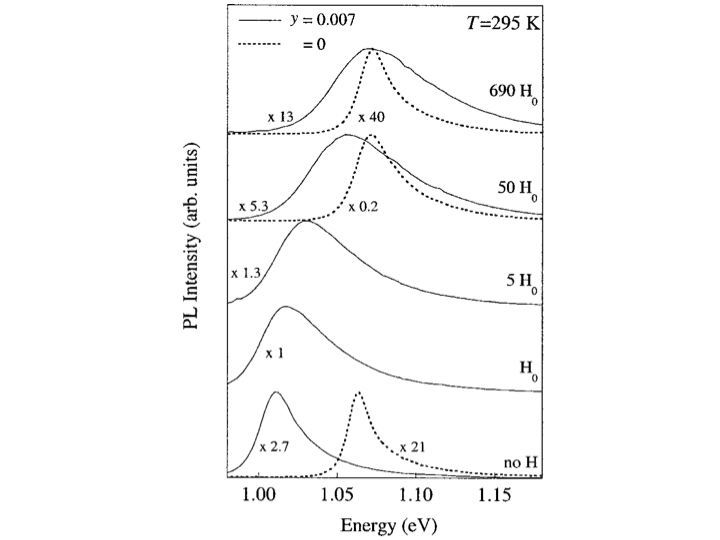 y = 0.007
= 0
T=295 K
690 H0
x 13
x 40
50 H0
x 5.3
x 0.2
x 1.3
5 H0
x 1
H0
x 2.7
x 21
no H
PL Intensity (arb. units)
1.00
1.05
1.10
1.15
Energy (eV)